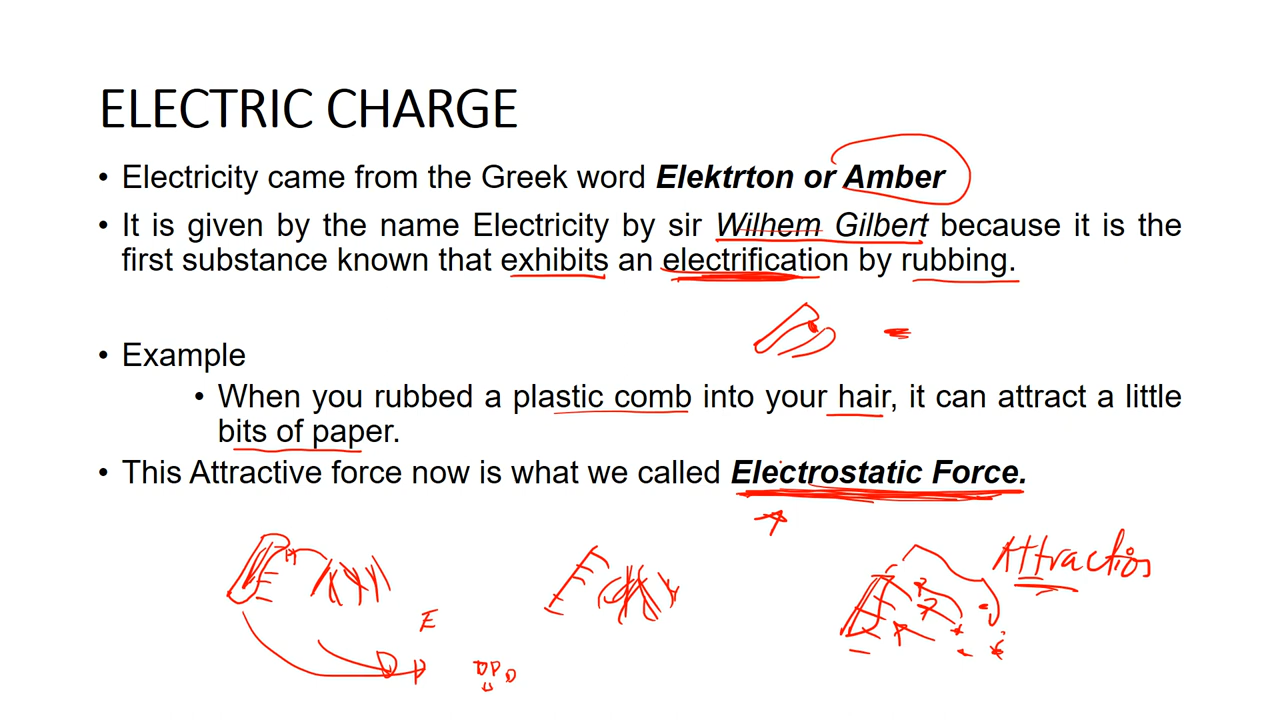 ELECTRIC CHARGE
• Electricity came from the Greek word Elektrton or Amber
• It is given by the name Electricity by sir Wilhem Gilbert because it is the
first substance known that exhibits an electrification by rubbing.
• Example
• When you rubbed a plastic comb into your hair, it can attract a little
bits of paper.
• This Attractive force now is what we called Electrostatic Force.
Attraction
E